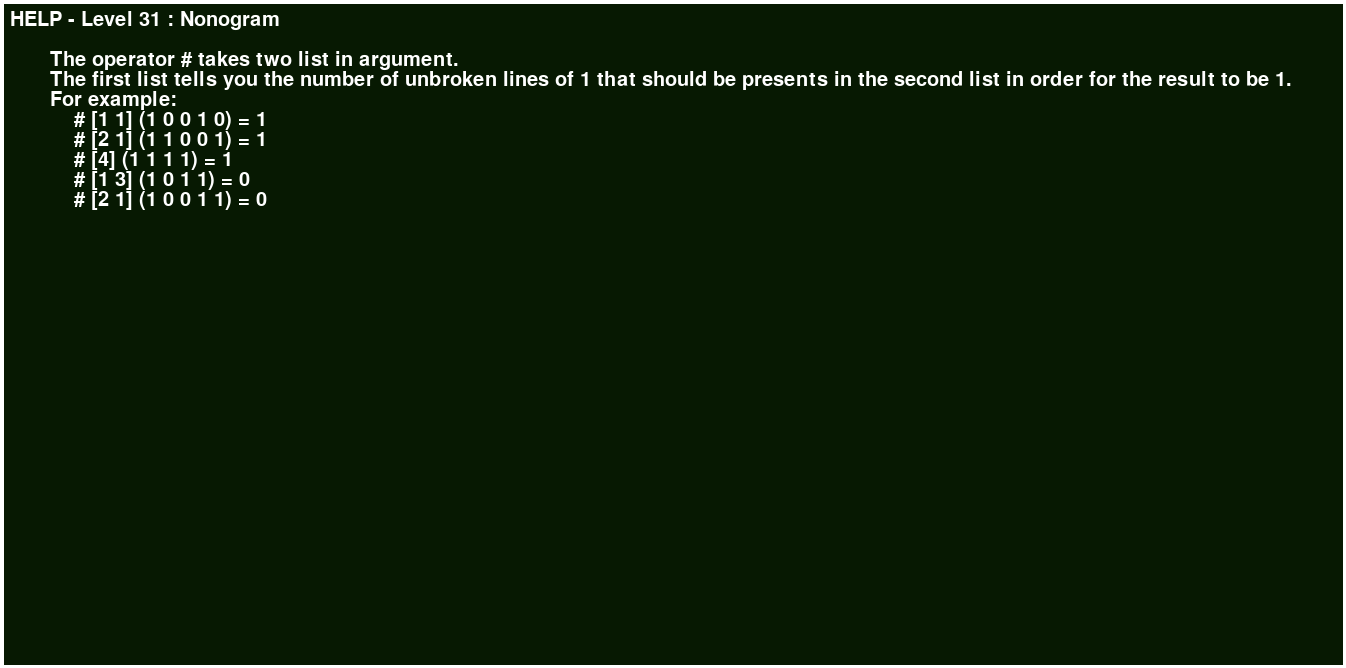 HELP - Level 31 : Nonogram
The operator # takes two list in argument.
The first list tells you the number of unbroken lines of 1 that should be presents in the second list in order for the result to be 1.
For example:
# [1 1] (1 0 0 1 0) = 1
# [2 1] (1 1 0 0 1) = 1
# [4] (1 1 1 1) = 1
# [1 3] (1 0 1 1) = 0
# [2 1] (1 0 0 1 1) = 0